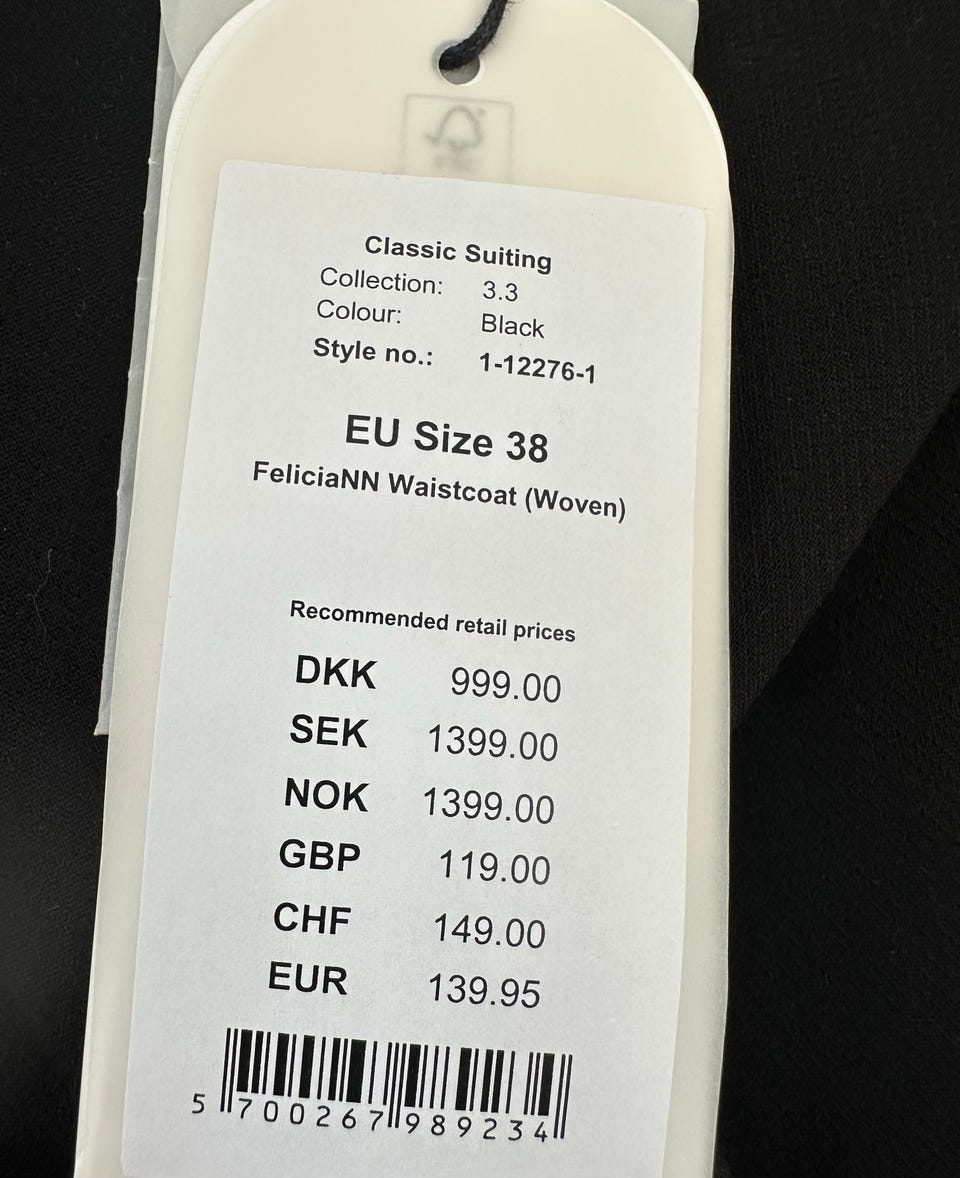 Classic Suiting
Collection: 3.3
Colour: Black
Style no.: 1-12276-1
EU Size 38
FeliciaNN Waistcoat (Woven)
Recommended retail prices
DKK 999.00
SEK 1399.00
NOK 1399.00
GBP 119.00
CHF 149.00
EUR 139.95
5 700267 989234